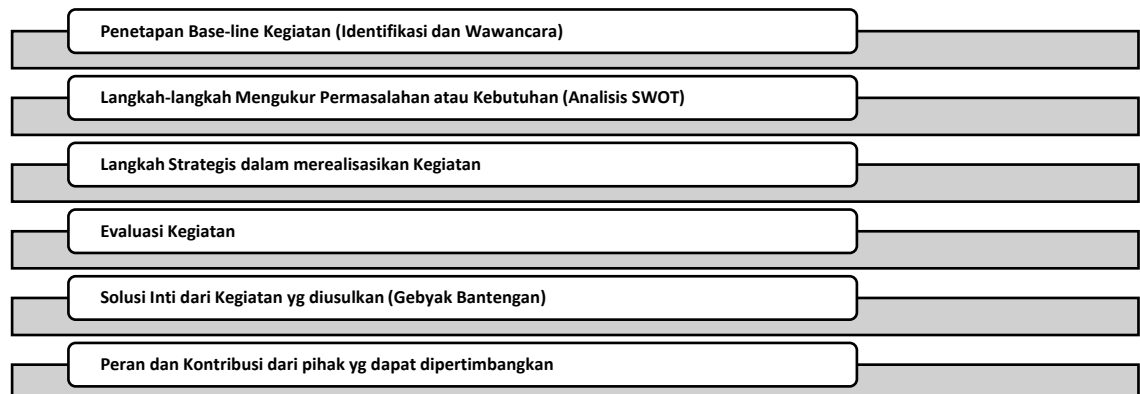 Penetapan Base-line Kegiatan (Identifikasi dan Wawancara)
Langkah-langkah Mengukur Permasalahan atau Kebutuhan (Analisis SWOT)
Langkah Strategis dalam merealisasikan Kegiatan
Evaluasi Kegiatan
Solusi Inti dari Kegiatan yg diusulkan (Gebyak Bantengan)
Peran dan Kontribusi dari pihak yg dapat dipertimbangkan